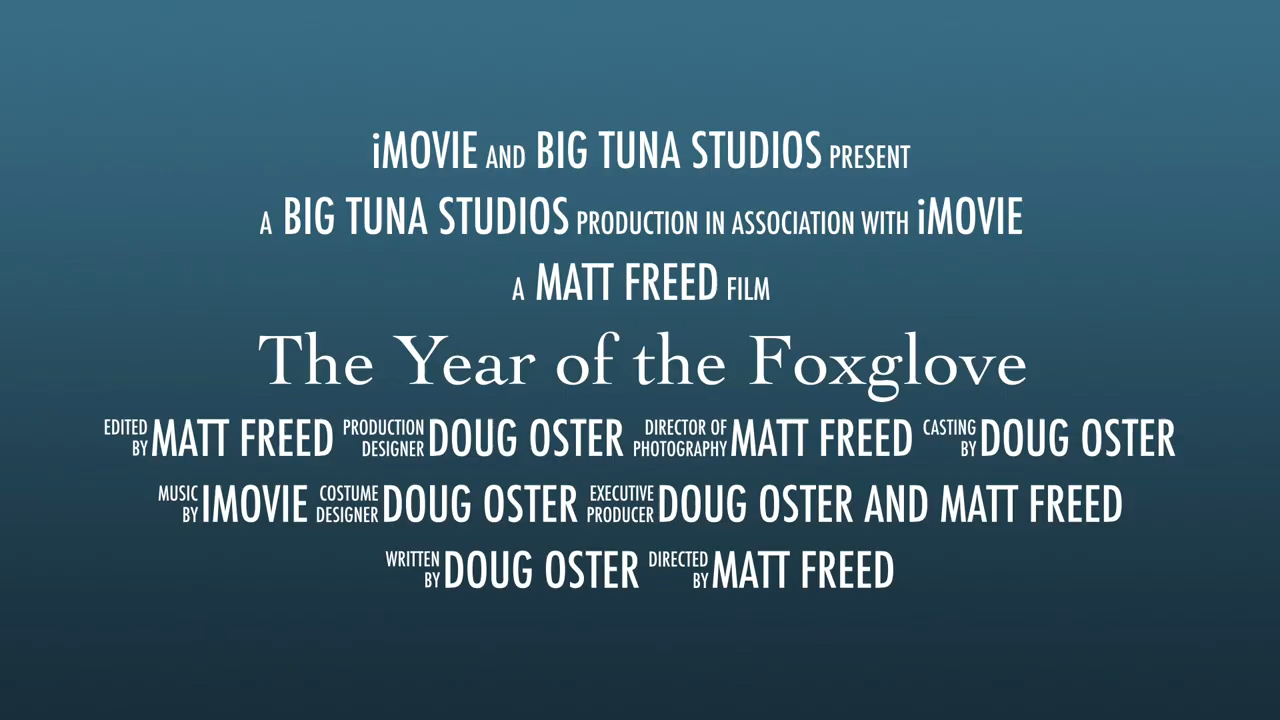 iMOVIE AND BIG TUNA STUDIOS PRESENT
A BIG TUNA STUDIOS PRODUCTION IN ASSOCIATION WITH iMOVIE
A MATT FREED FILM
The Year of the Foxglove
EDITED BY MATT FREED PRODUCTION DESIGNER DOUG OSTER DIRECTOR OF PHOTOGRAPHY MATT FREED CASTING BY DOUG OSTER
MUSIC BY IMOVIE COSTUME DESIGNER DOUG OSTER EXECUTIVE PRODUCER DOUG OSTER AND MATT FREED
WRITTEN BY DOUG OSTER DIRECTED BY MATT FREED